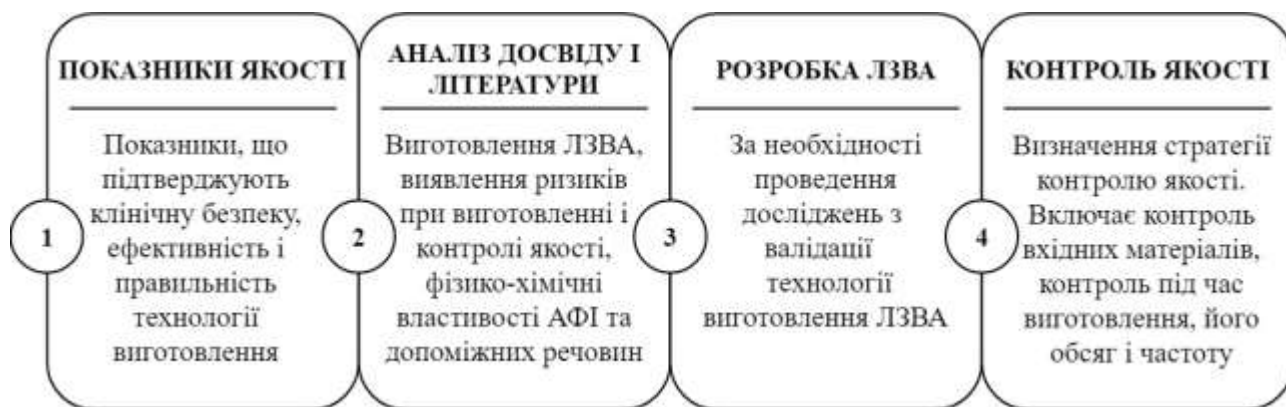 ПОКАЗНИКИ ЯКОСТІ
Показники, що
підтверджують
клінічну безпеку,
ефективність і
правильність
технології
виготовлення
1
АНАЛІЗ ДОСВІДУ І
ЛІТЕРАТУРИ
Виготовлення ЛЗВА,
виявлення ризиків
при виготовленні і
контролі якості,
фізико-хімічні
властивості АФІ та
допоміжних речовин
2
РОЗРОБКА ЛЗВА
За необхідності
проведення
досліджень з
валідації
технології
виготовлення ЛЗВА
3
КОНТРОЛЬ ЯКОСТІ
Визначення стратегії
контролю якості.
Включає контроль
вхідних матеріалів,
контроль під час
виготовлення, його
обсяг і частоту
4